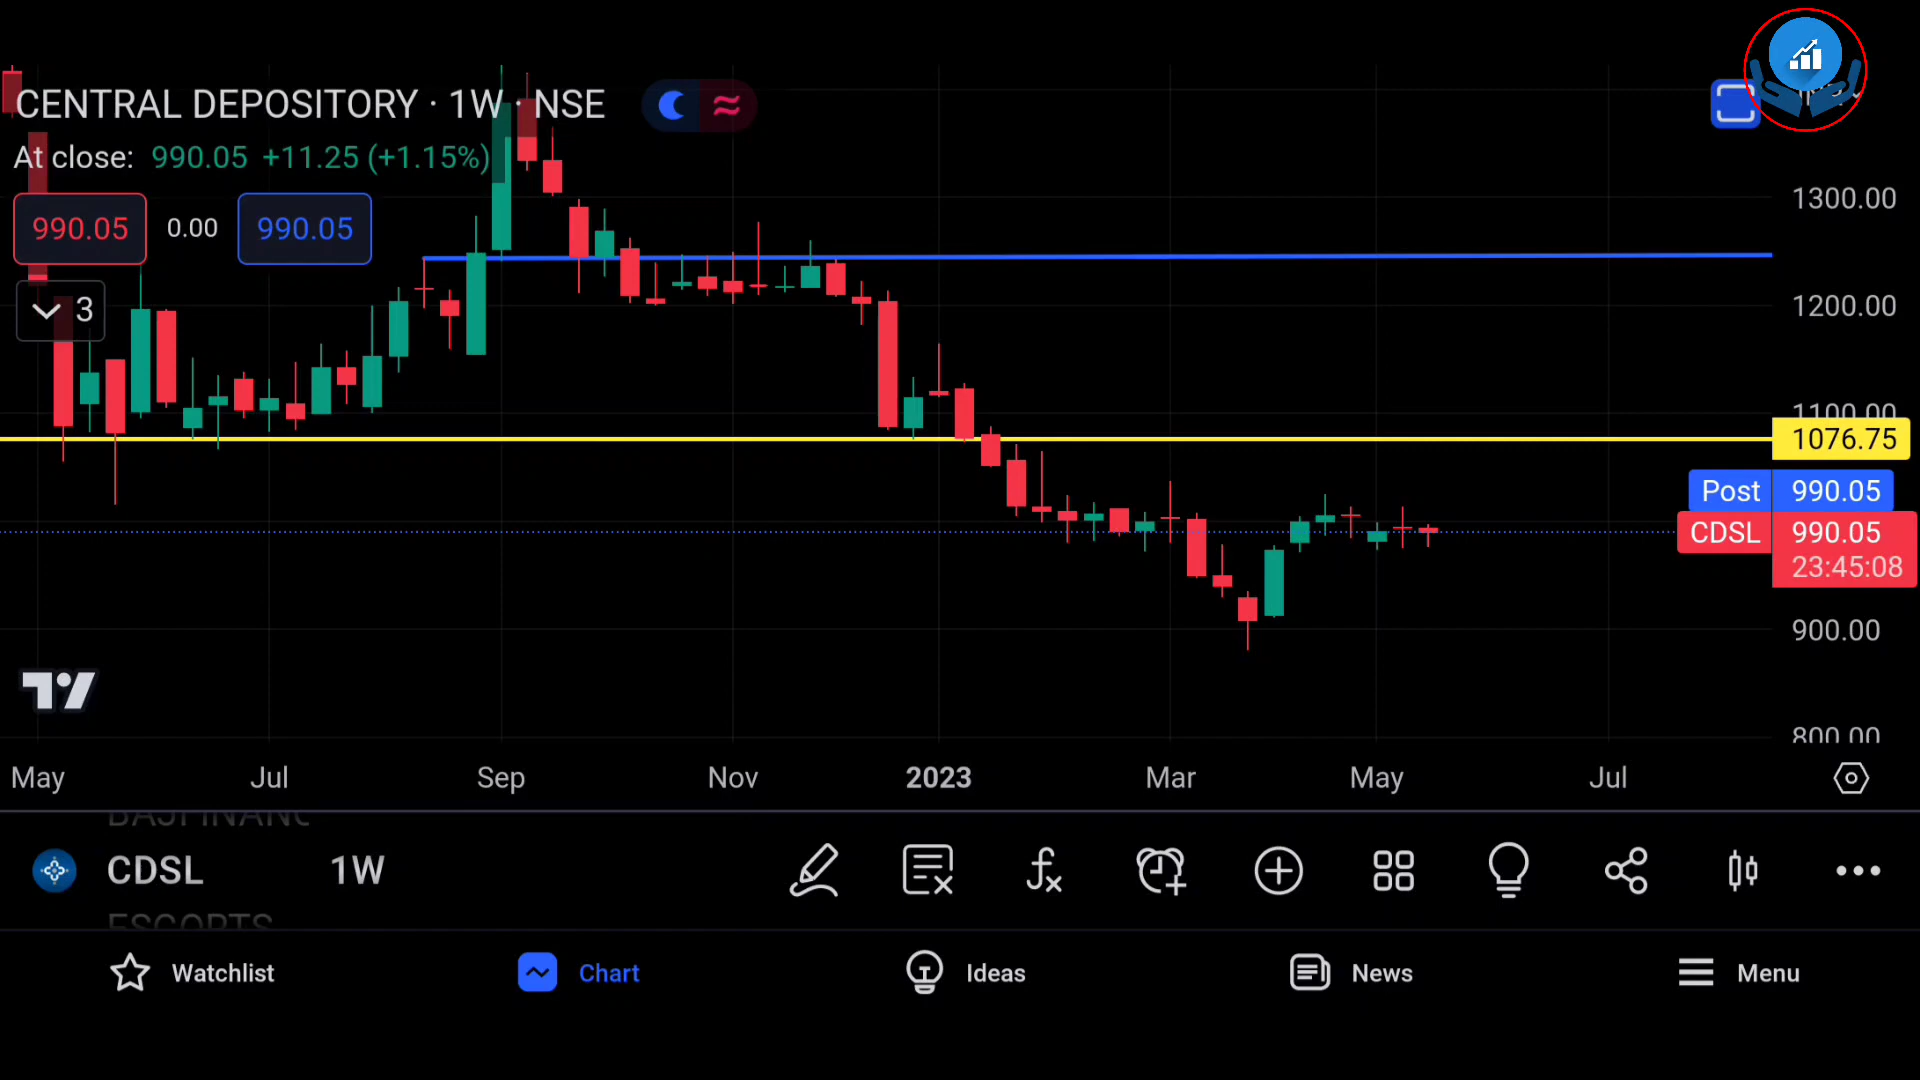 CENTRAL DEPOSITORY · 1W · NSE
At close: 990.05 +11.25 (+1.15%)
990.05 0.00 990.05
3
1300.00
1200.00
1100.00
1076.75
Post 990.05
CDSL 990.05
23:45:08
900.00
800.00
May Jul Sep Nov 2023 Mar May Jul
CDSL 1W
ESCORTS
Watchlist Chart Ideas News Menu